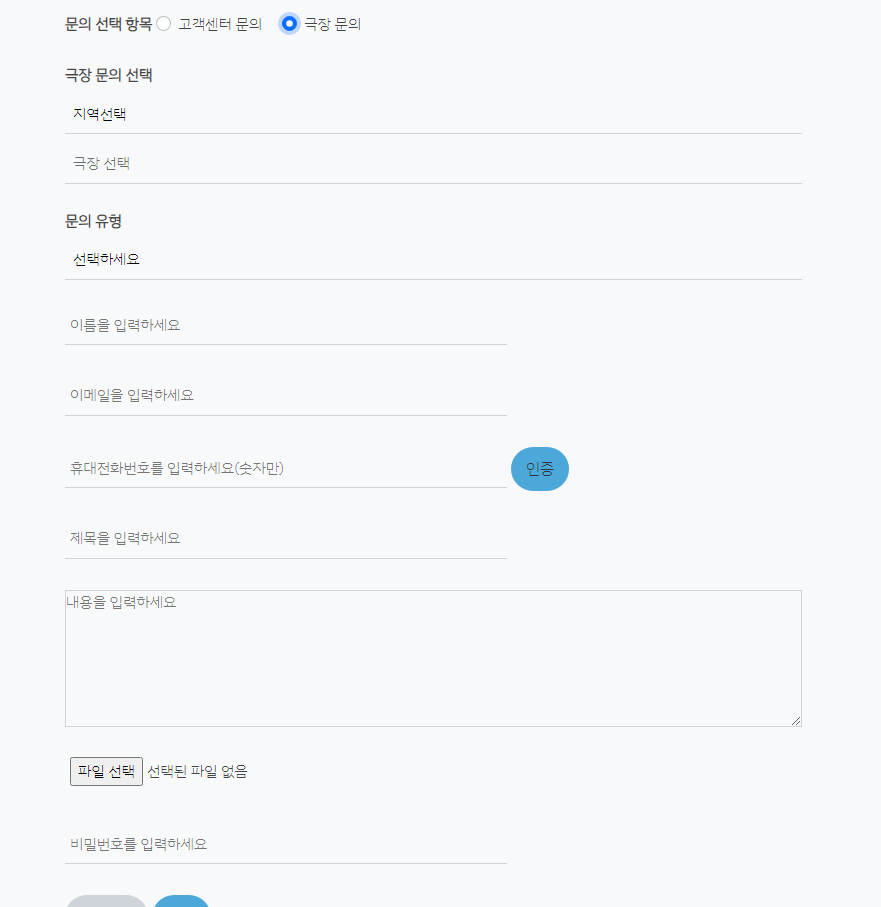 문의 선택 항목 고객센터 문의 극장 문의
극장 문의 선택
지역선택
극장 선택
문의 유형
선택하세요
이름을 입력하세요
이메일을 입력하세요
휴대전화번호를 입력하세요(숫자만) 인증
제목을 입력하세요
내용을 입력하세요
파일 선택 선택된 파일 없음
비밀번호를 입력하세요